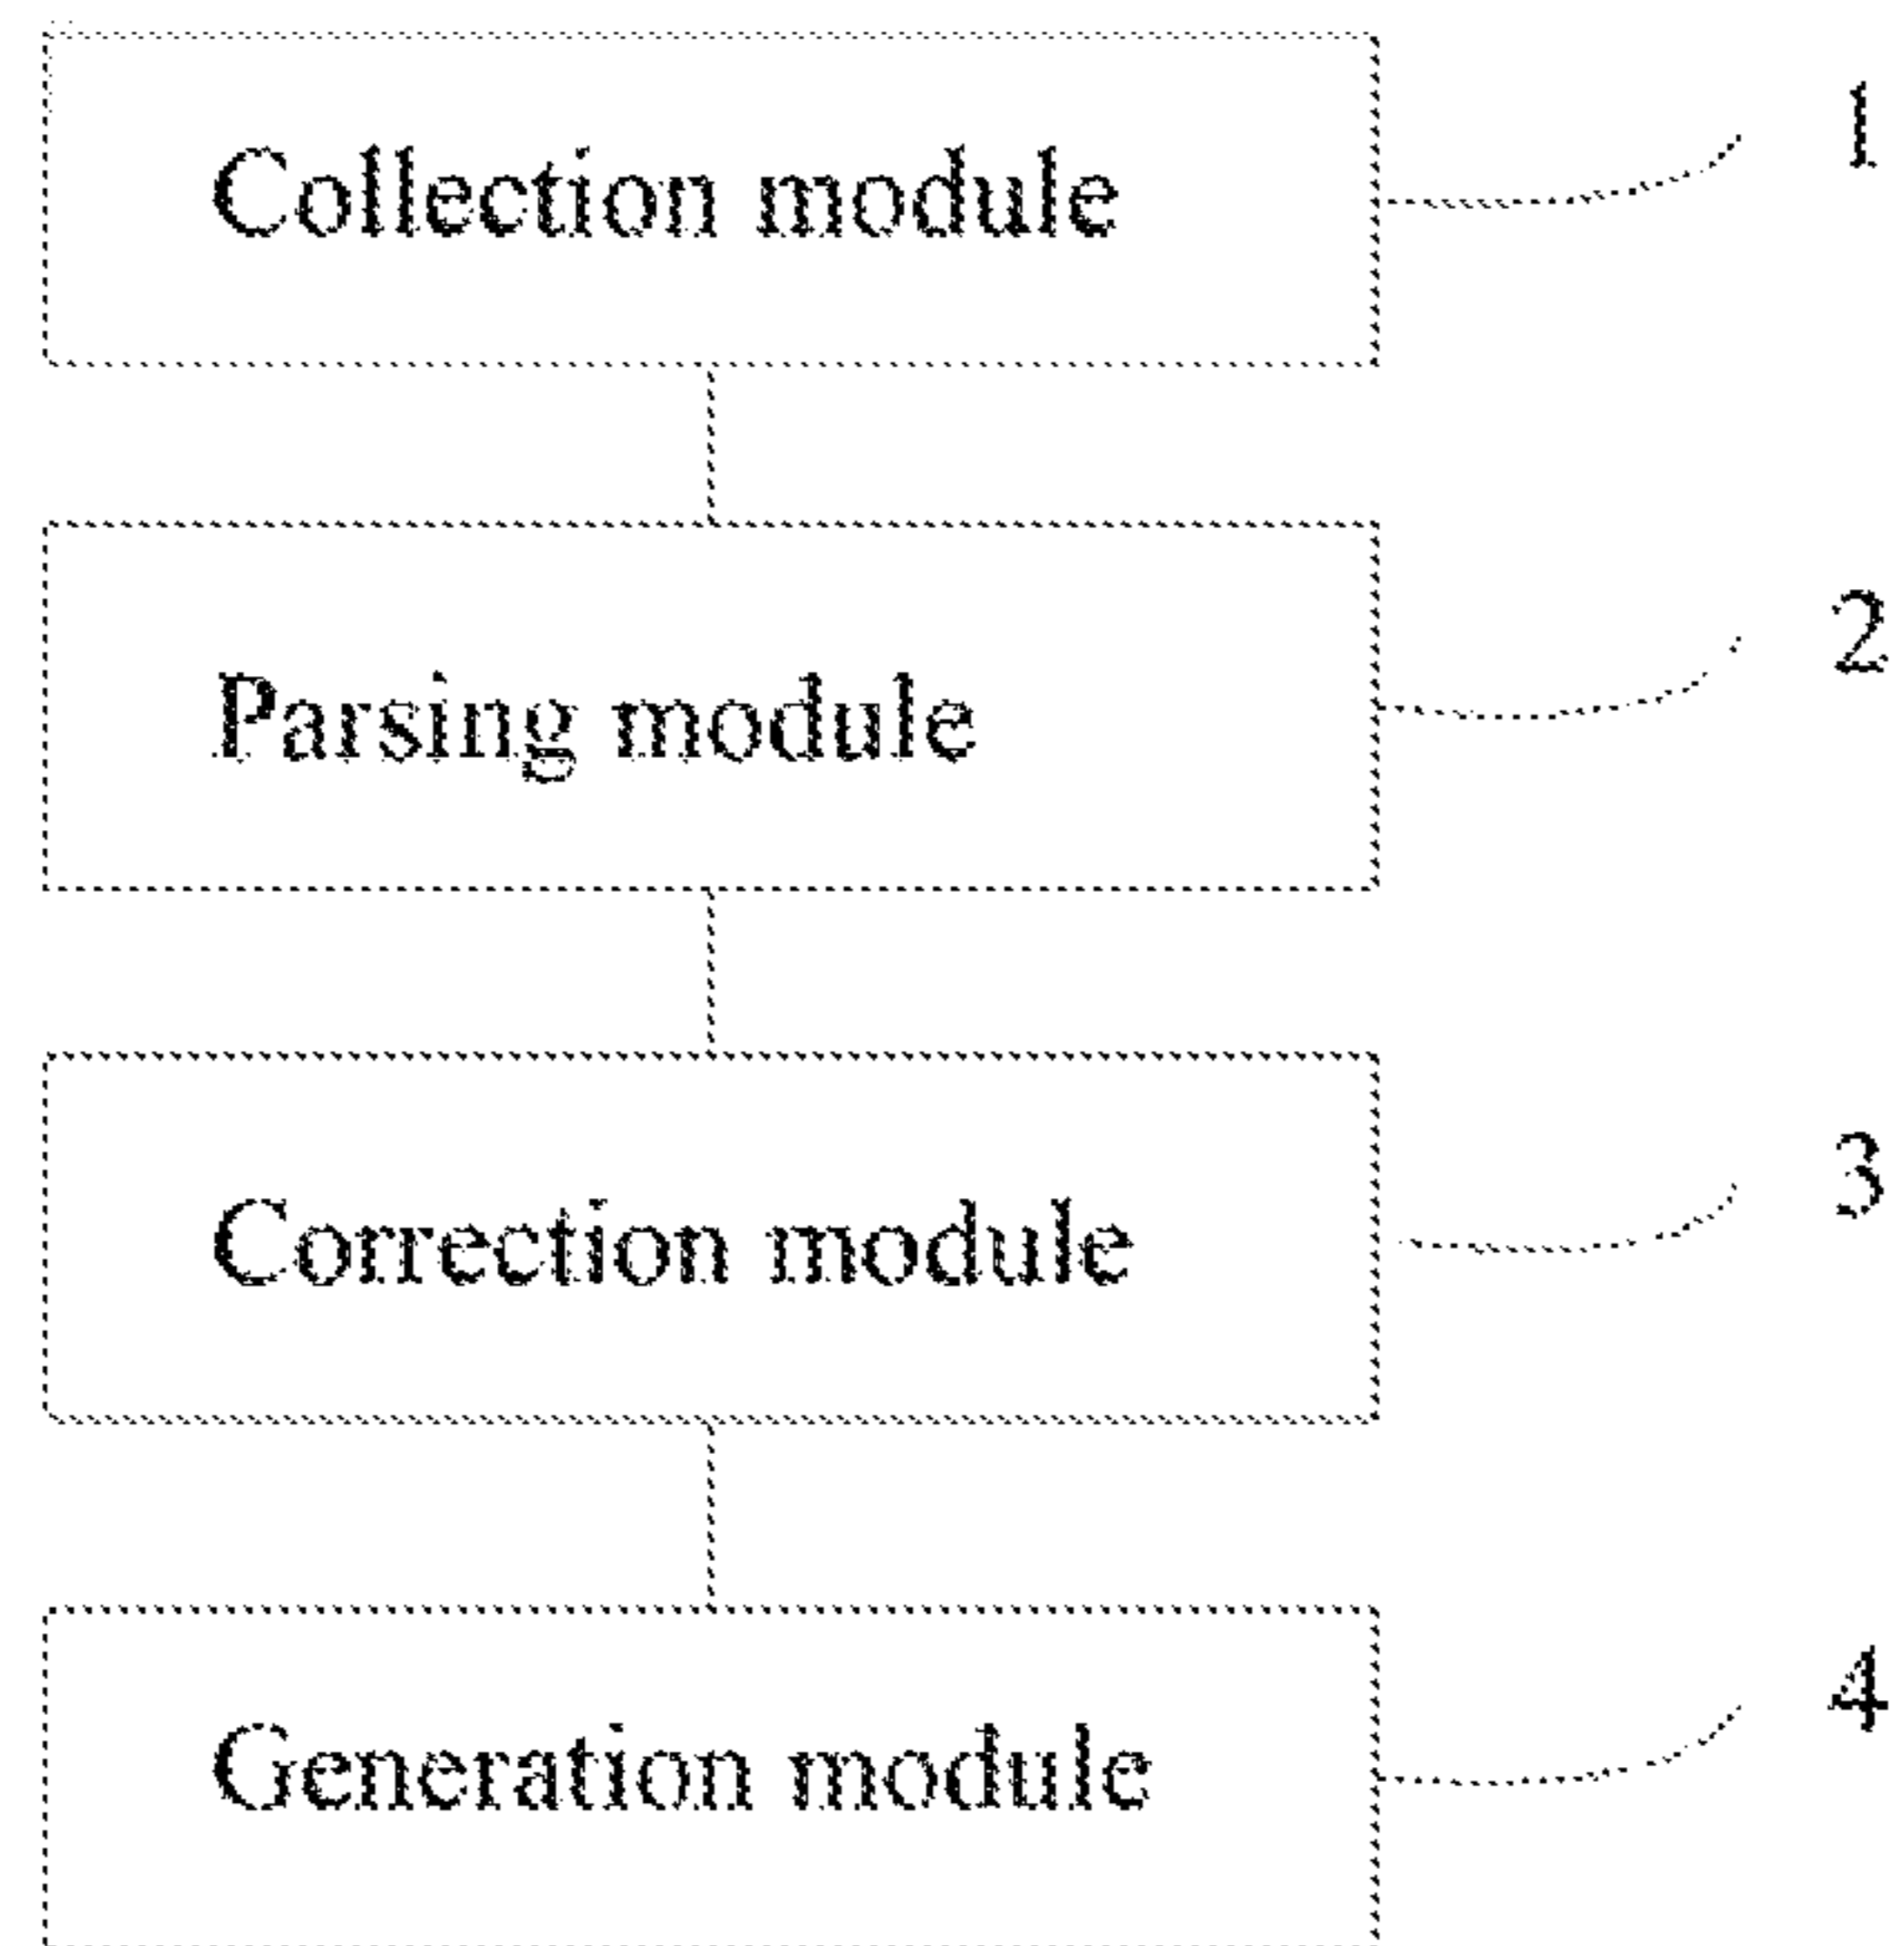 Collection module
1
Parsing module
2
Correction module
3
Generation module
4